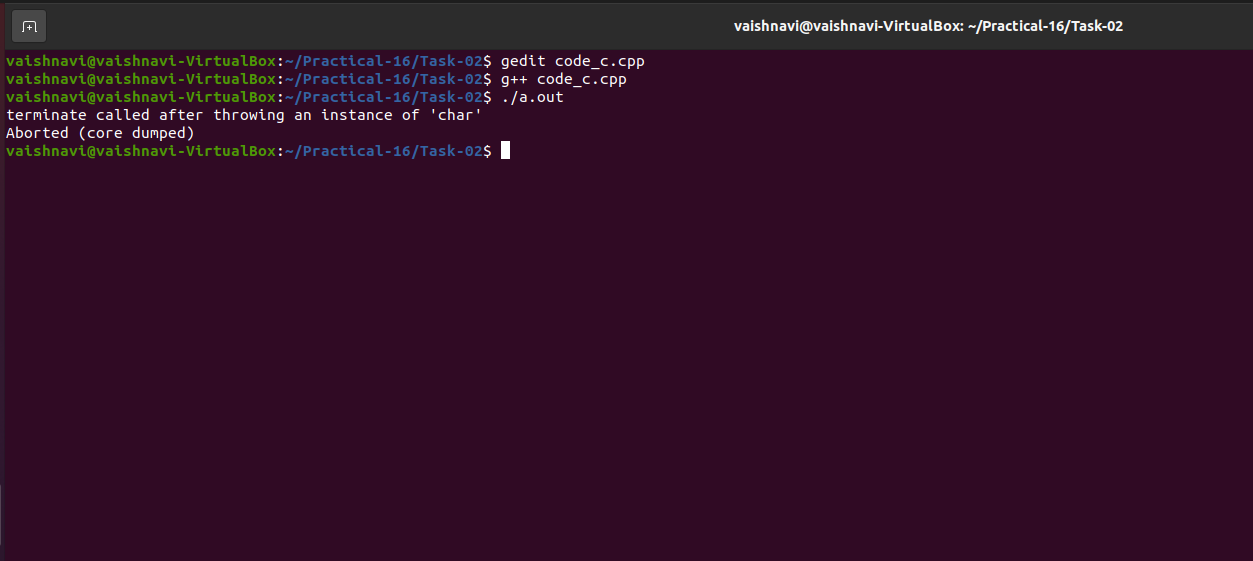 vaishnavi@vaishnavi-VirtualBox: ~/Practical-16/Task-02
vaishnavi@vaishnavi-VirtualBox:~/Practical-16/Task-02$ gedit code_c.cpp
vaishnavi@vaishnavi-VirtualBox:~/Practical-16/Task-02$ g++ code_c.cpp
vaishnavi@vaishnavi-VirtualBox:~/Practical-16/Task-02$ ./a.out
terminate called after throwing an instance of 'char'
Aborted (core dumped)
vaishnavi@vaishnavi-VirtualBox:~/Practical-16/Task-02$